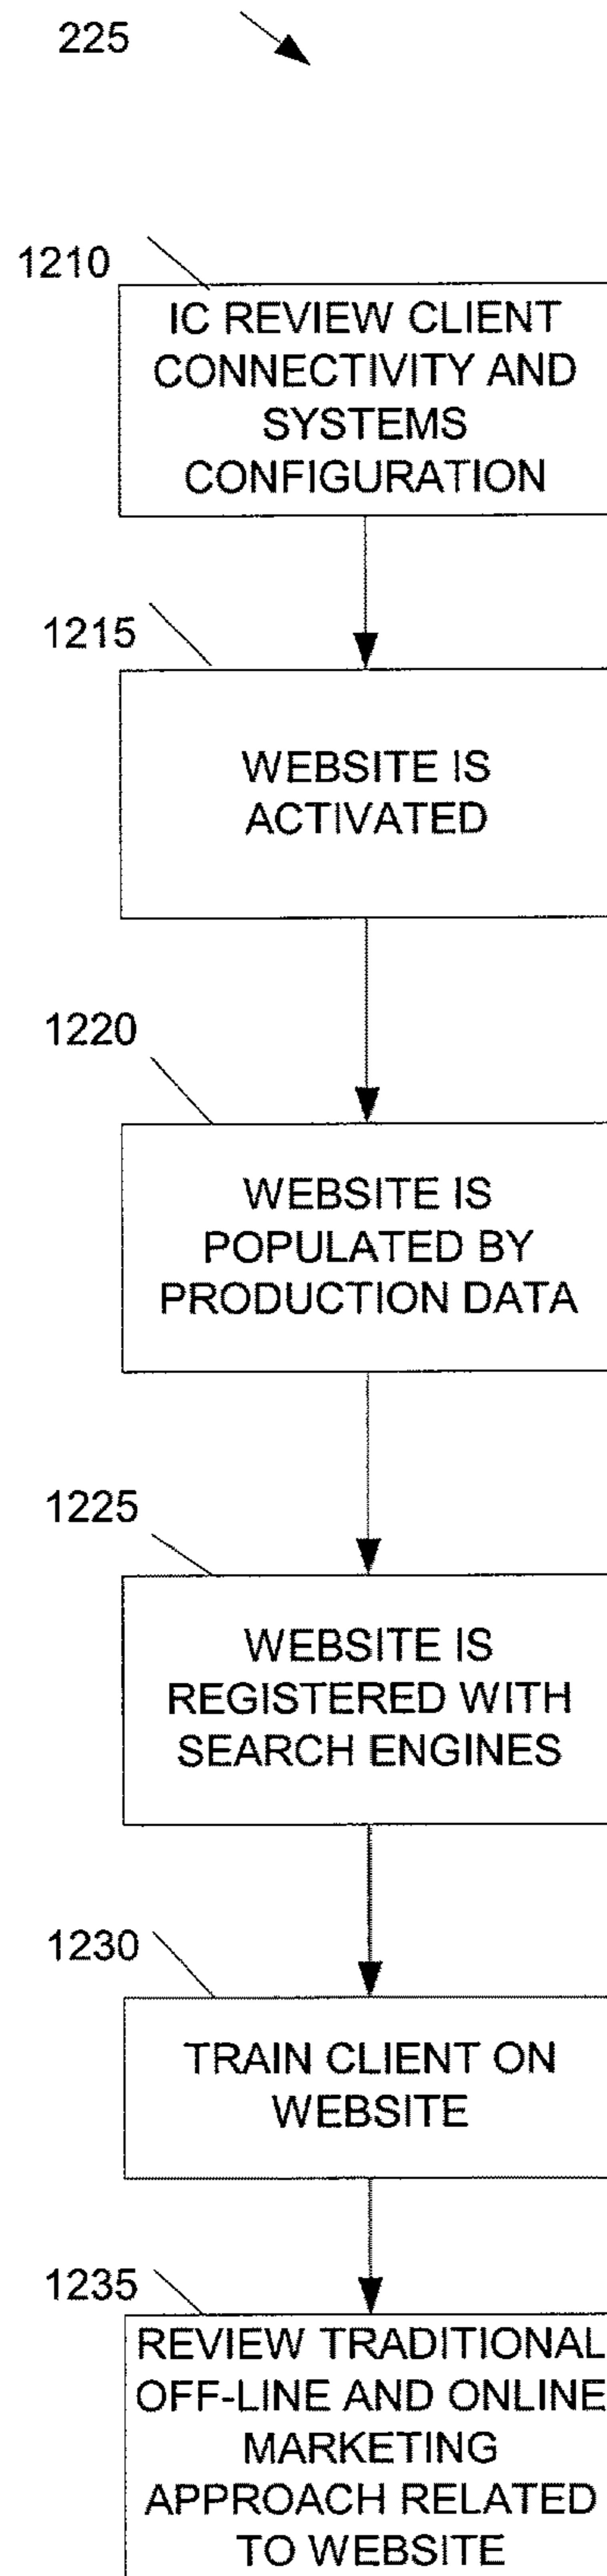 225
1210
IC REVIEW CLIENT
CONNECTIVITY AND
SYSTEMS
CONFIGURATION
1215
WEBSITE IS
ACTIVATED
1220
WEBSITE IS
POPULATED BY
PRODUCTION DATA
1225
WEBSITE IS
REGISTERED WITH
SEARCH ENGINES
1230
TRAIN CLIENT ON
WEBSITE
1235
REVIEW TRADITIONAL
OFF-LINE AND ONLINE
MARKETING
APPROACH RELATED
TO WEBSITE